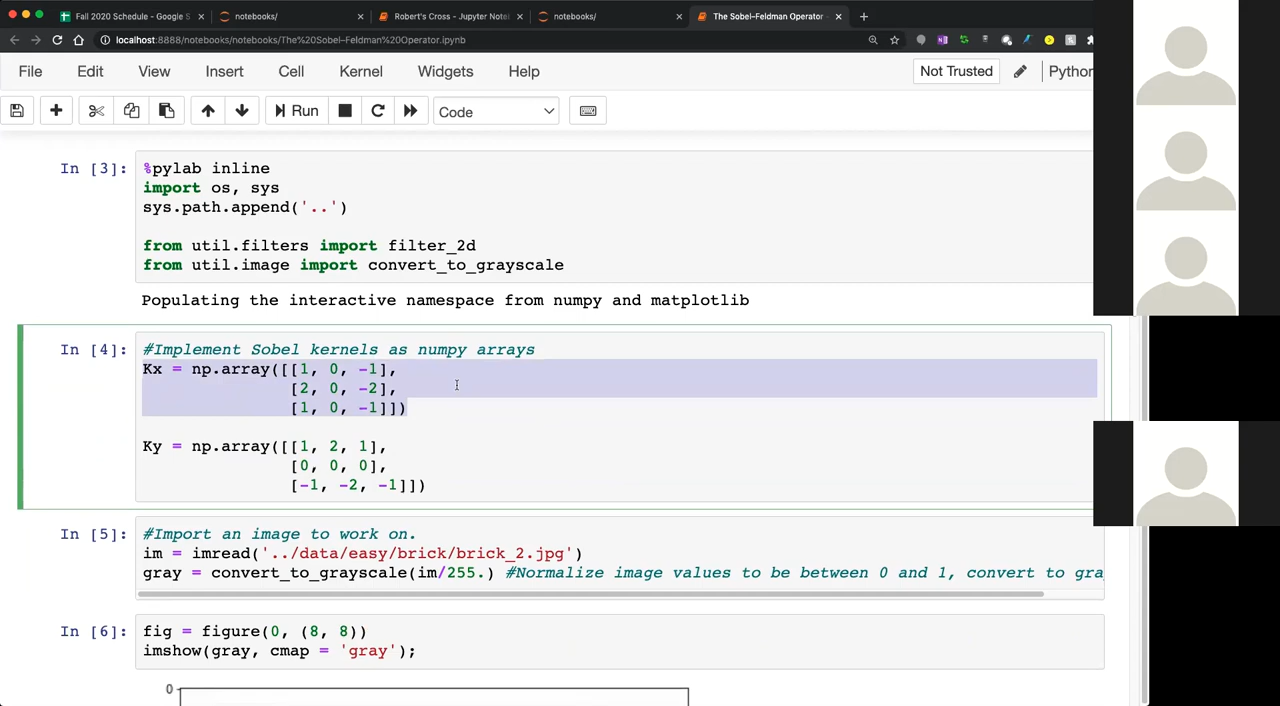 Fall 2020 Schedule - Google S
notebooks/
Robert's Cross - Jupyter Note
notebooks/
The Sobel–Feldman Operator
localhost:8888/notebooks/notebooks/The%20Sobel–Feldman%20Operator.ipynb
File Edit View Insert Cell Kernel Widgets Help Not Trusted Python
Run Code
In [3]: %pylab inline
import os, sys
sys.path.append('..')
from util.filters import filter_2d
from util.image import convert_to_grayscale
Populating the interactive namespace from numpy and matplotlib
In [4]: #Implement Sobel kernels as numpy arrays
Kx = np.array([[1, 0, -1],
[2, 0, -2],
[1, 0, -1]])
Ky = np.array([[1, 2, 1],
[0, 0, 0],
[-1, -2, -1]])
In [5]: #Import an image to work on.
im = imread('../data/easy/brick/brick_2.jpg')
gray = convert_to_grayscale(im/255.) #Normalize image values to be between 0 and 1, convert to gra
In [6]: fig = figure(0, (8, 8))
imshow(gray, cmap = 'gray');
0